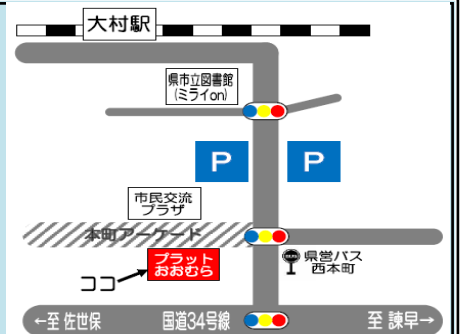 大村駅
県市立図書館
(ミライon)
P
P
市民交流
プラザ
本町アーケード
プラット
おおむら
ココ
県営バス
西本町
←至 佐世保
国道34号線
至 諫早→